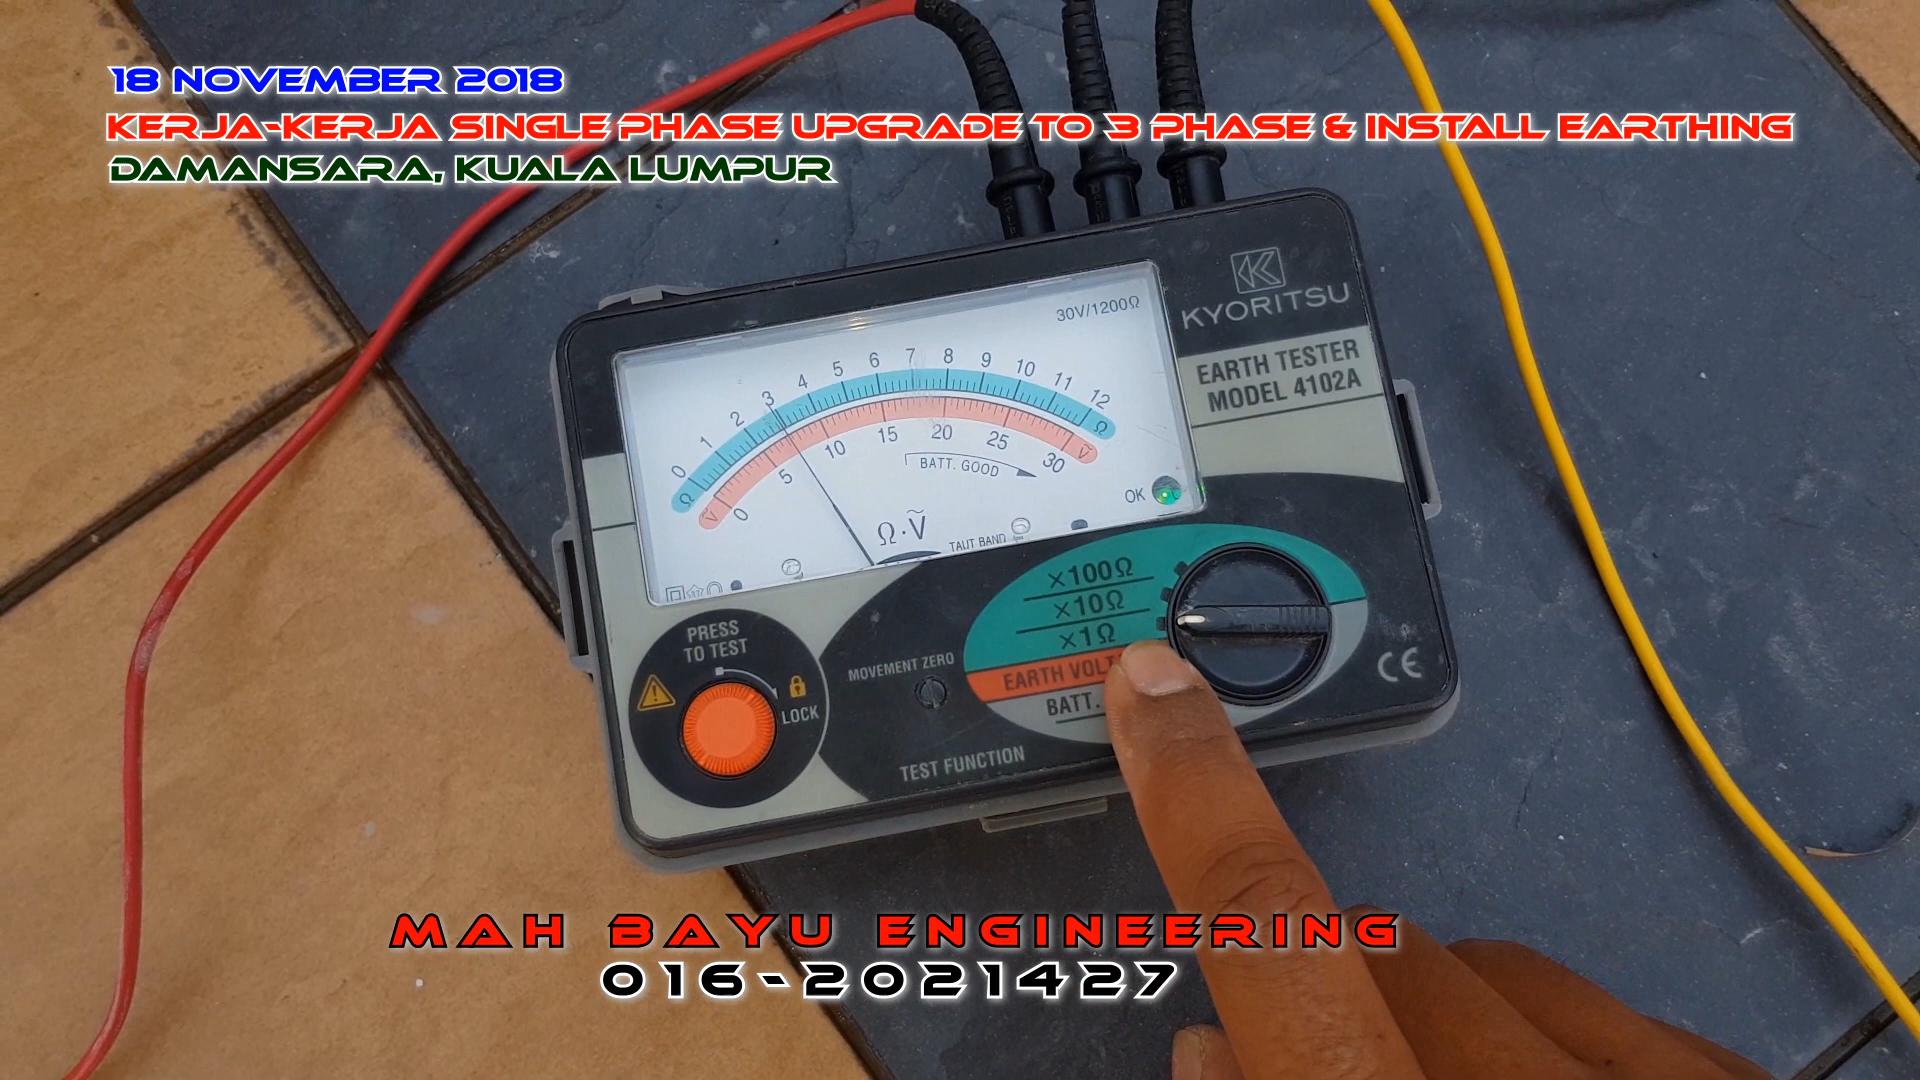 18 NOVEMBER 2018
KERJA-KERJA SINGLE PHASE UPGRADE TO 3 PHASE & INSTALL EARTHING
DAMANSARA, KUALA LUMPUR
KYORITSU
30V/1200Ω
EARTH TESTER
MODEL 4102A
0 1 2 3 4 5 6 7 8 9 10 11 12
Ω Ω
Ṽ Ṽ
0 5 10 15 20 25 30
BATT. GOOD
OK
Ω·Ṽ
TAUT BAND
×100Ω
×10Ω
×1Ω
EARTH
BATT.
PRESS
TO TEST
LOCK
MOVEMENT ZERO
TEST FUNCTION
CE
MAH BAYU ENGINEERING
016-2021427